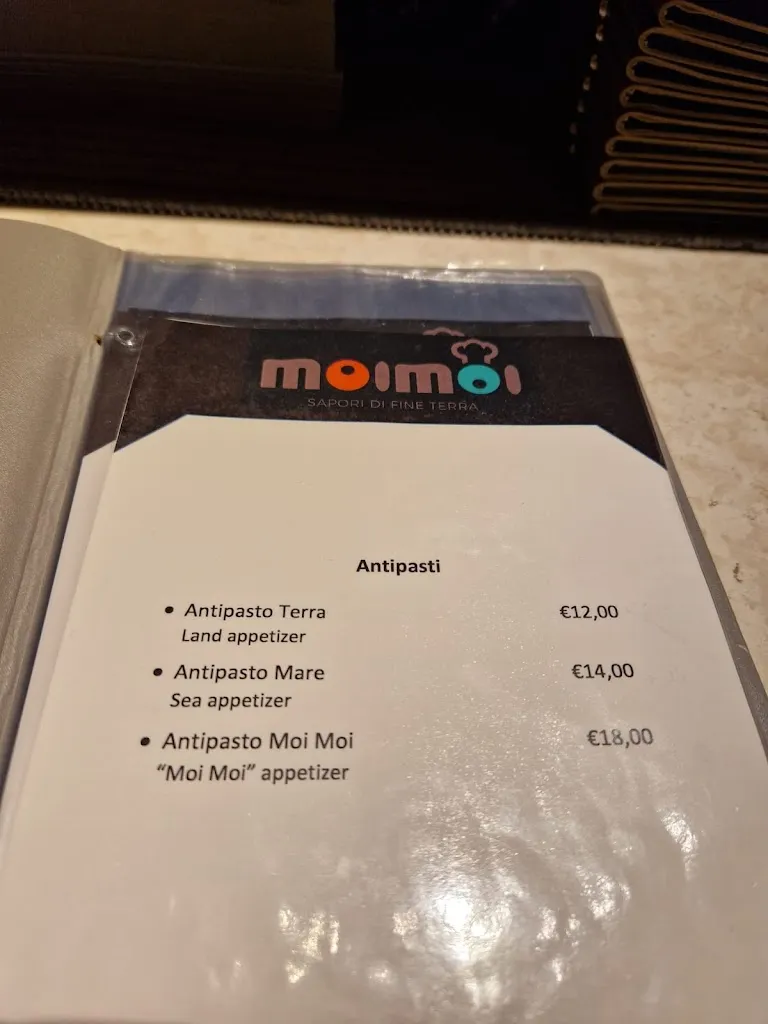 moimoi
SAPORI DI FINE TERRA
Antipasti
• Antipasto Terra €12,00
Land appetizer
• Antipasto Mare €14,00
Sea appetizer
• Antipasto Moi Moi €18,00
“Moi Moi” appetizer